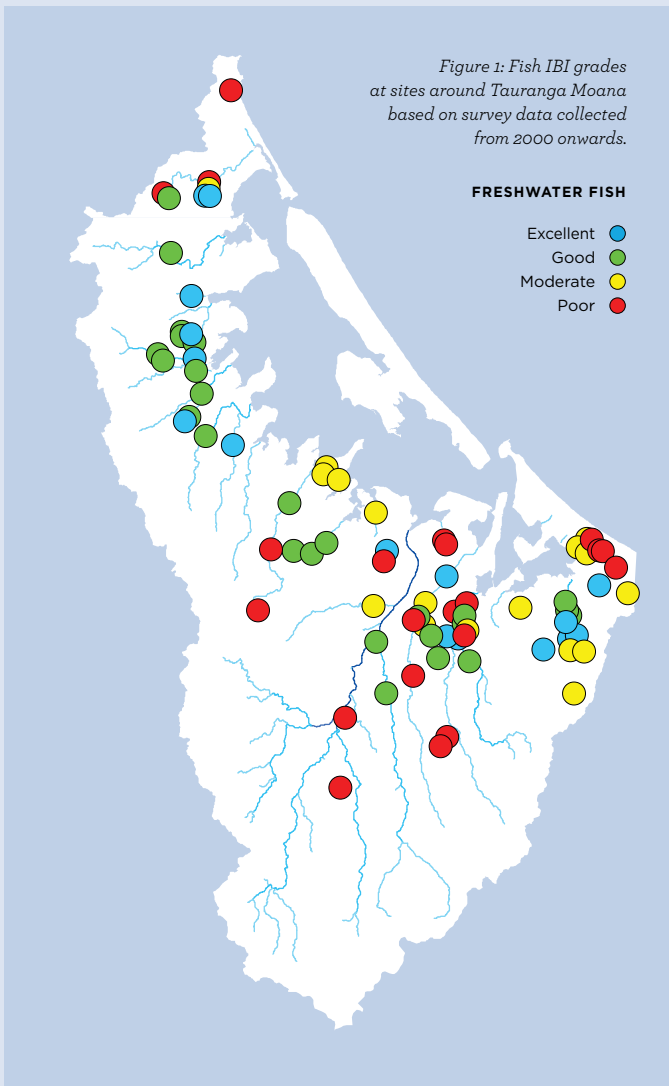 Figure 1: Fish IBI grades
at sites around Tauranga Moana
based on survey data collected
from 2000 onwards.
FRESHWATER FISH
Excellent
Good
Moderate
Poor